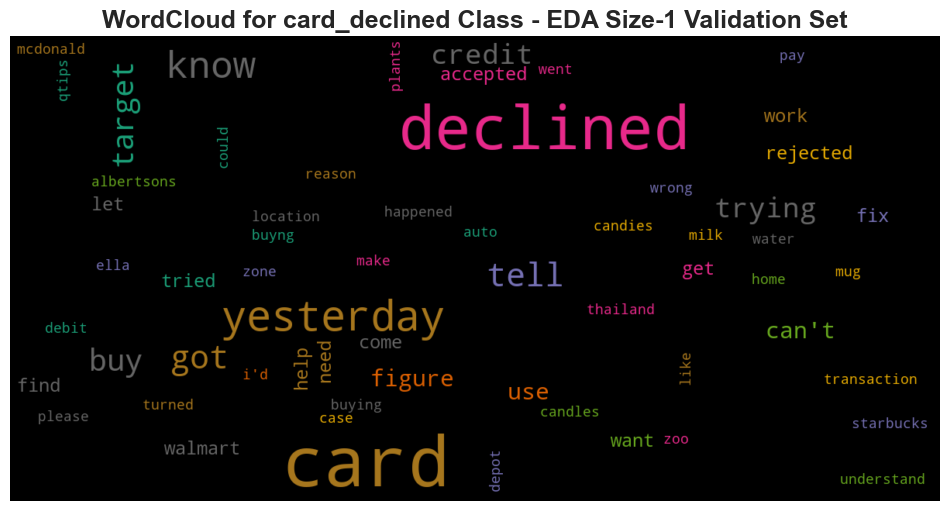 WordCloud for card_declined Class - EDA Size-1 Validation Set
mcdonald
qtips
target
know
plants
credit
accepted
went
pay
declined
work
rejected
could
albertsons
reason
let
location
happened
wrong
trying
fix
buyng
auto
candies
milk
water
ella
zone
make
tried
tell
get
home
mug
thailand
debit
yesterday
can't
buy
got
come
help
need
find
i'd
figure
use
like
transaction
please
turned
buying
case
candles
starbucks
walmart
card
depot
want
zoo
understand